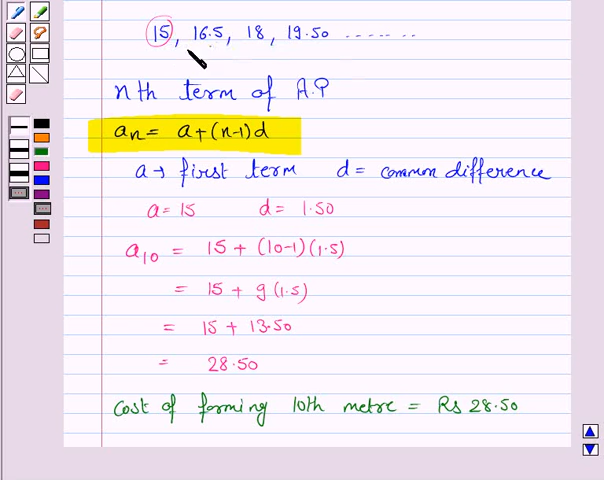 15, 16.5, 18, 19.50 ........
nth term of A.P
an = a+(n-1)d
a→ first term d = common difference
a = 15 d = 1.50
a10 = 15 + (10-1)(1.5)
= 15 + 9(1.5)
= 15 + 13.50
= 28.50
cost of forming 10th metre = Rs 28.50